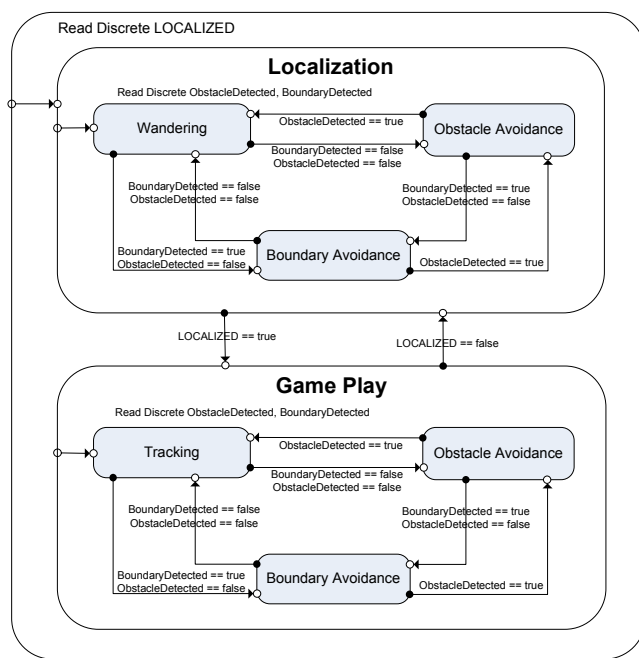 Read Discrete LOCALIZED
Localization
Read Discrete ObstacleDetected, BoundaryDetected
Wandering
ObstacleDetected == true
Obstacle Avoidance
BoundaryDetected == false
ObstacleDetected == false
BoundaryDetected == false
ObstacleDetected == false
BoundaryDetected == true
ObstacleDetected == false
BoundaryDetected == true
ObstacleDetected == false
Boundary Avoidance
ObstacleDetected == true
LOCALIZED == true
LOCALIZED == false
Game Play
Read Discrete ObstacleDetected, BoundaryDetected
Tracking
ObstacleDetected == true
Obstacle Avoidance
BoundaryDetected == false
ObstacleDetected == false
BoundaryDetected == false
ObstacleDetected == false
BoundaryDetected == true
ObstacleDetected == false
BoundaryDetected == true
ObstacleDetected == false
Boundary Avoidance
ObstacleDetected == true